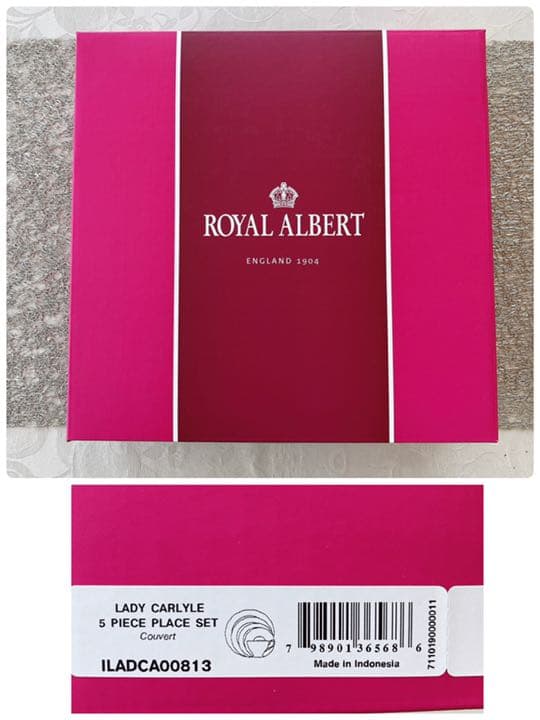 ROYAL ALBERT
ENGLAND 1904
LADY CARLYLE
5 PIECE PLACE SET
Couvert
ILADCA00813
7 98901 36568 6
Made in Indonesia
7110190000011